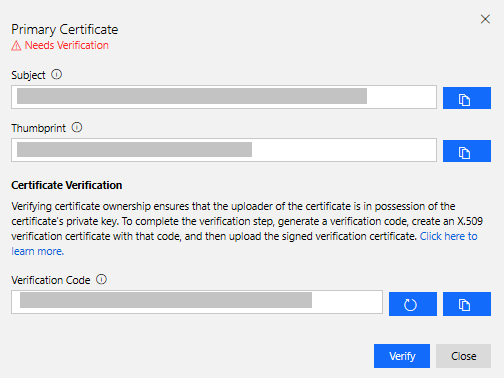 Primary Certificate
Needs Verification
Subject
Thumbprint
Certificate Verification
Verifying certificate ownership ensures that the uploader of the certificate is in possession of the
certificate's private key. To complete the verification step, generate a verification code, create an X.509
verification certificate with that code, and then upload the signed verification certificate. Click here to
learn more.
Verification Code
Verify Close